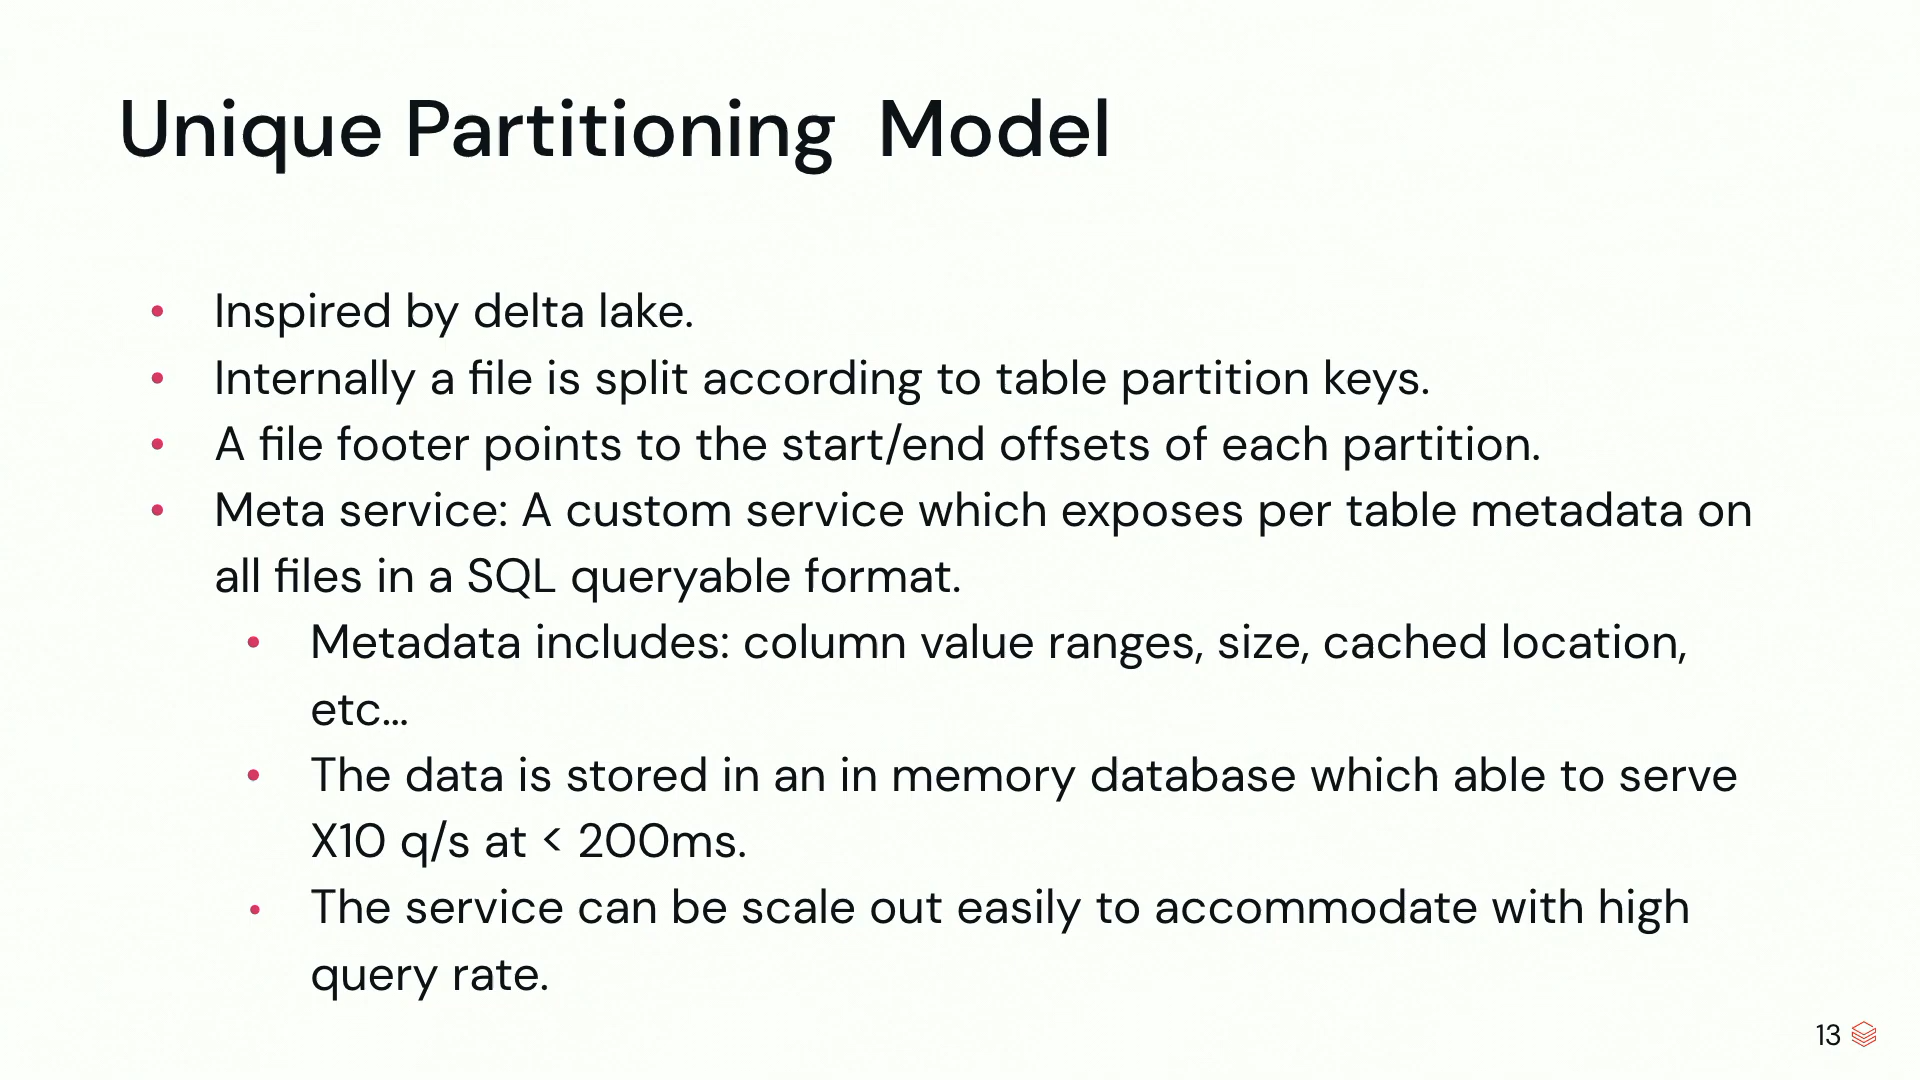 Unique Partitioning  Model
• Inspired by delta lake.
• Internally a file is split according to table partition keys.
• A file footer points to the start/end offsets of each partition.
• Meta service: A custom service which exposes per table metadata on
all files in a SQL queryable format.
• Metadata includes: column value ranges, size, cached location,
etc...
• The data is stored in an in memory database which able to serve
X10 q/s at < 200ms.
• The service can be scale out easily to accommodate with high
query rate.
13